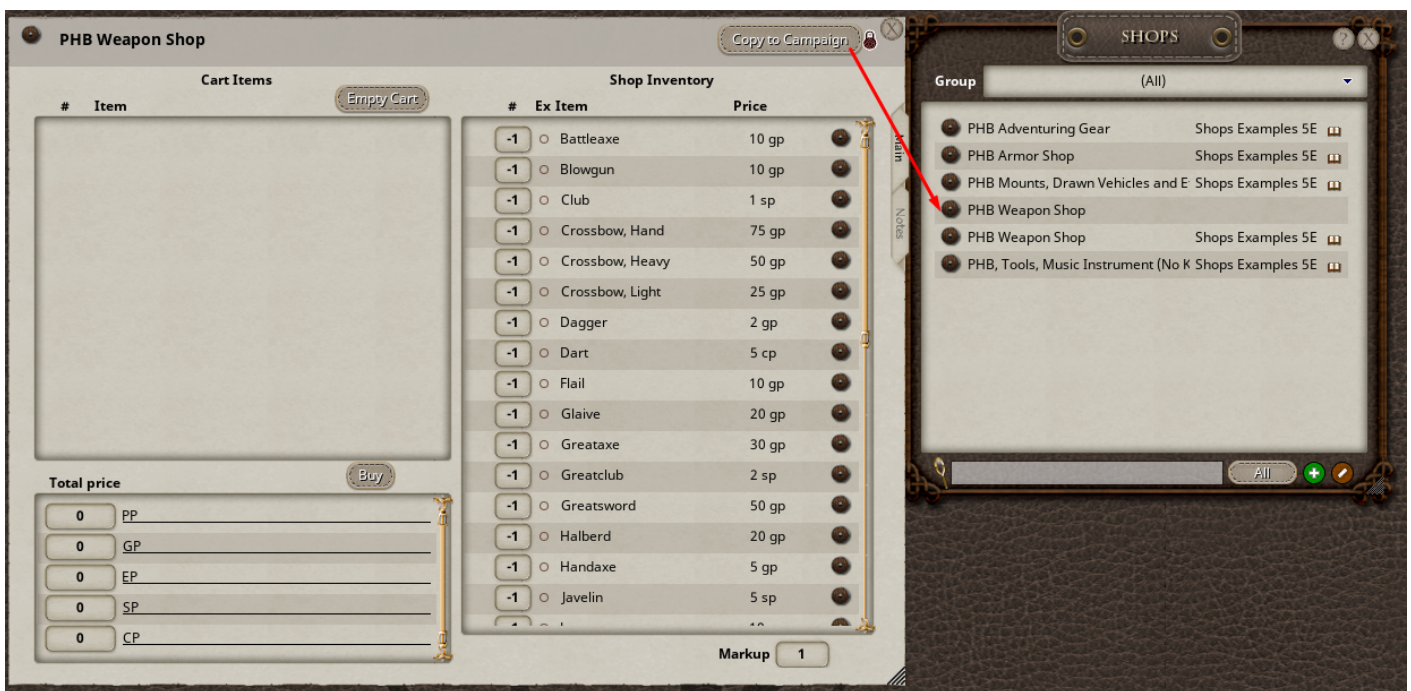 PHB Weapon Shop
Copy to Campaign
X
Cart Items
Empty Cart
# Item
Shop Inventory
# Ex Item Price
-1 Battleaxe 10 gp
-1 Blowgun 10 gp
-1 Club 1 sp
-1 Crossbow, Hand 75 gp
-1 Crossbow, Heavy 50 gp
-1 Crossbow, Light 25 gp
-1 Dagger 2 gp
-1 Dart 5 cp
-1 Flail 10 gp
-1 Glaive 20 gp
-1 Greataxe 30 gp
-1 Greatclub 2 sp
-1 Greatsword 50 gp
-1 Halberd 20 gp
-1 Handaxe 5 gp
-1 Javelin 5 sp
Main
Notes
Total price
Buy
0 PP
0 GP
0 EP
0 SP
0 CP
Markup 1
SHOPS
? X
Group (All)
PHB Adventuring Gear Shops Examples 5E
PHB Armor Shop Shops Examples 5E
PHB Mounts, Drawn Vehicles and E Shops Examples 5E
PHB Weapon Shop
PHB Weapon Shop Shops Examples 5E
PHB, Tools, Music Instrument (No K Shops Examples 5E
All